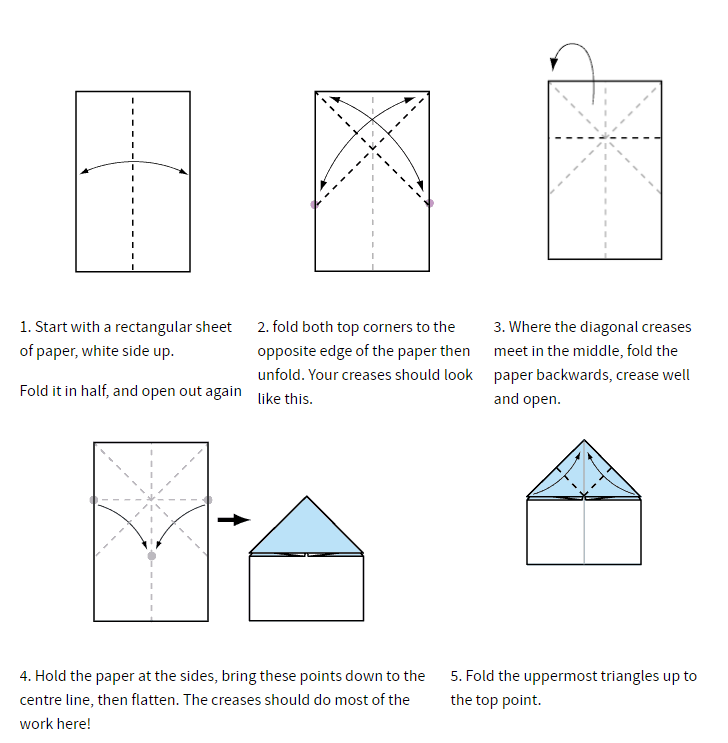 1. Start with a rectangular sheet
of paper, white side up.
Fold it in half, and open out again
2. fold both top corners to the
opposite edge of the paper then
unfold. Your creases should look
like this.
3. Where the diagonal creases
meet in the middle, fold the
paper backwards, crease well
and open.
4. Hold the paper at the sides, bring these points down to the
centre line, then flatten. The creases should do most of the
work here!
5. Fold the uppermost triangles up to
the top point.